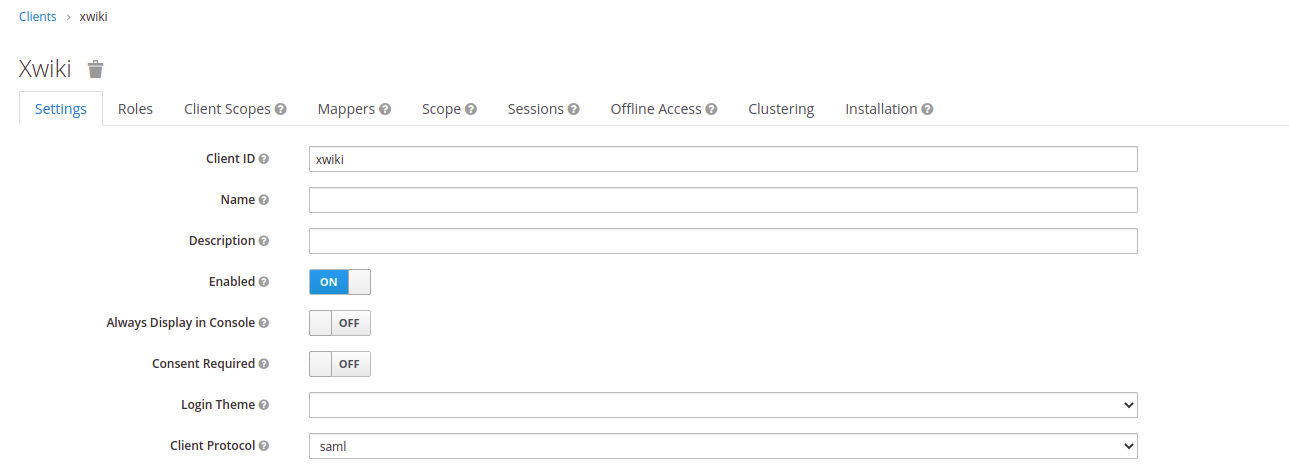 Clients › xwiki
Xwiki
Settings Roles Client Scopes Mappers Scope Sessions Offline Access Clustering Installation
Client ID xwiki
Name
Description
Enabled ON
Always Display in Console OFF
Consent Required OFF
Login Theme
Client Protocol saml